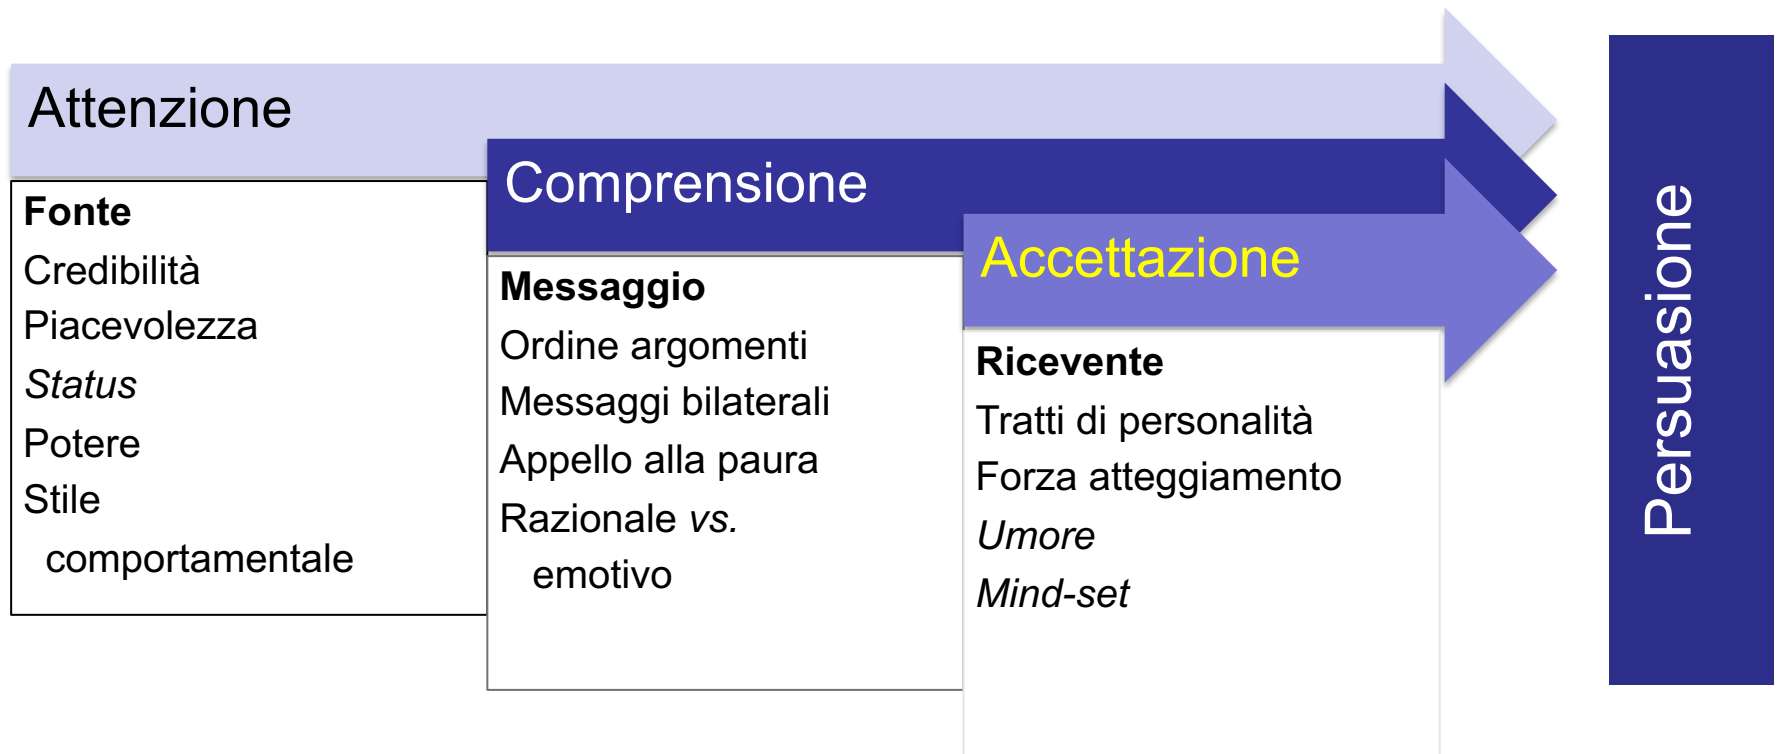 Attenzione
Fonte
Credibilità
Piacevolezza
Status
Potere
Stile
comportamentale
Comprensione
Messaggio
Ordine argomenti
Messaggi bilaterali
Appello alla paura
Razionale vs.
emotivo
Accettazione
Ricevente
Tratti di personalità
Forza atteggiamento
Umore
Mind-set
Persuasione